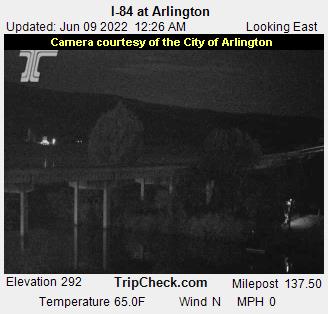 I-84 at Arlington
Updated: Jun 09 2022 12:26 AM Looking East
Camera courtesy of the City of Arlington
Elevation 292 TripCheck.com Milepost 137.50
Temperature 65.0F Wind N MPH 0